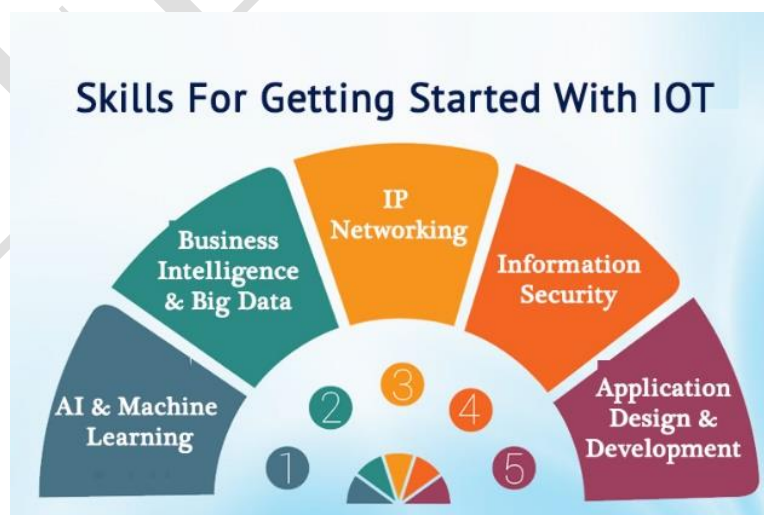 Skills For Getting Started With IOT
AI & Machine
Learning
Business
Intelligence
& Big Data
IP
Networking
Information
Security
Application
Design &
Development
1
2
3
4
5